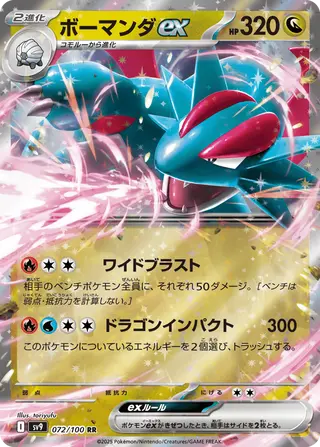 2進化
ボーマンダex
HP320
コモルーから進化
ワイドブラスト
相手のベンチポケモン全員に、それぞれ50ダメージ。[ベンチは
弱点・抵抗力を計算しない。]
ドラゴンインパクト 300
このポケモンについているエネルギーを2個選び、トラッシュする。
弱点 抵抗力 にげる
Illus. toriyufu
sv9 072/100 RR
exルール
ポケモンexがきぜつしたとき、相手はサイドを2枚とる。
©2025 Pokémon/Nintendo/Creatures/GAME FREAK.